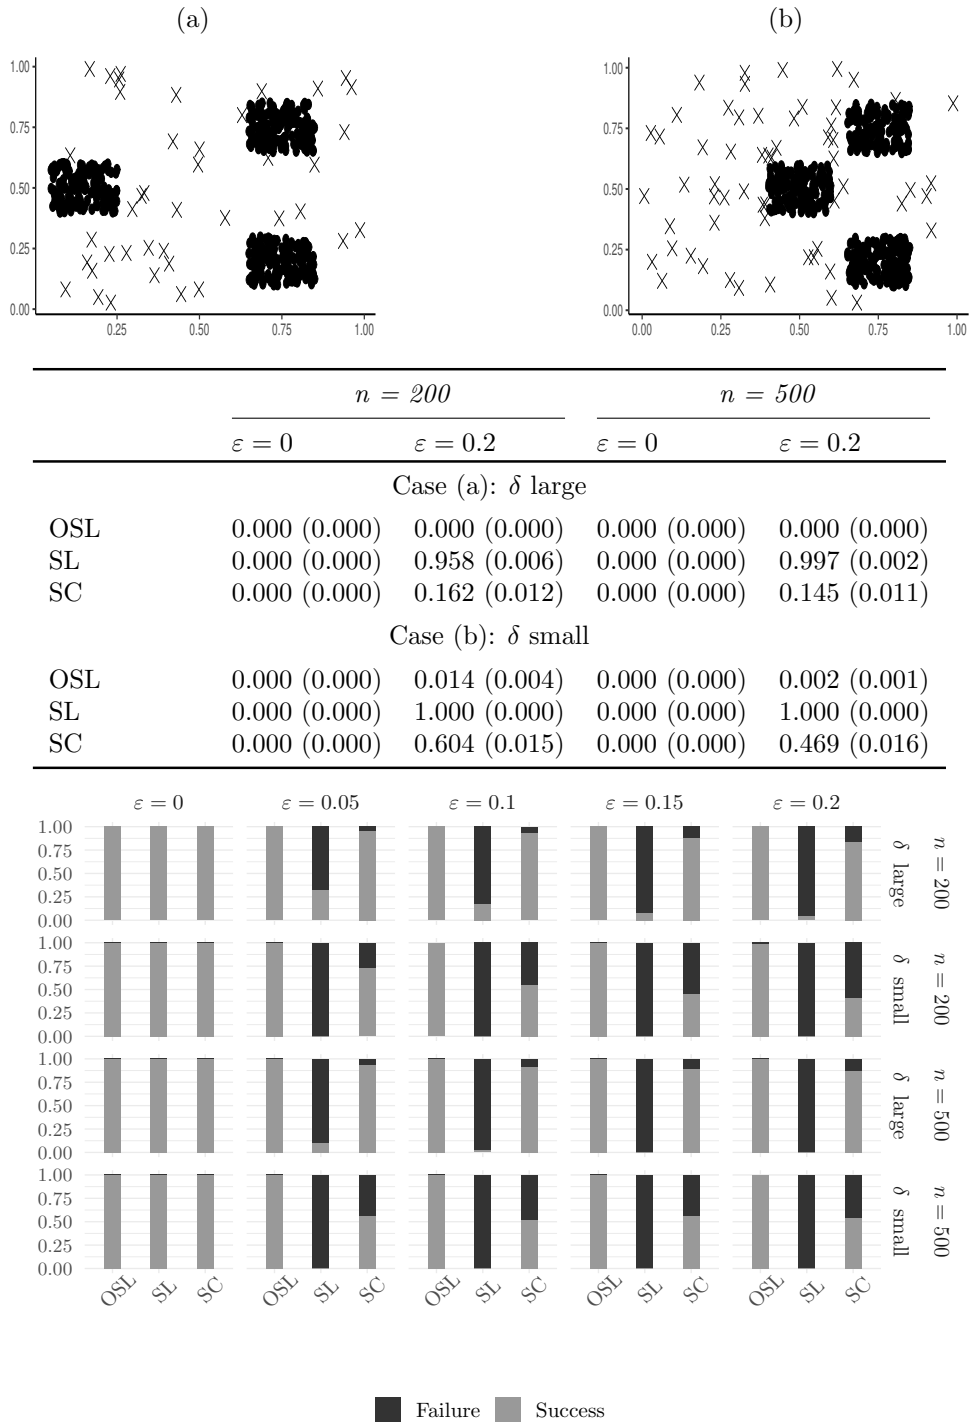 (a) (b)
1.00
0.75
0.50
0.25
0.00
0.25 0.50 0.75 1.00
1.00
0.75
0.50
0.25
0.00
0.00 0.25 0.50 0.75 1.00
n = 200 n = 500
ε = 0 ε = 0.2 ε = 0 ε = 0.2
Case (a): δ large
OSL 0.000 (0.000) 0.000 (0.000) 0.000 (0.000) 0.000 (0.000)
SL 0.000 (0.000) 0.958 (0.006) 0.000 (0.000) 0.997 (0.002)
SC 0.000 (0.000) 0.162 (0.012) 0.000 (0.000) 0.145 (0.011)
Case (b): δ small
OSL 0.000 (0.000) 0.014 (0.004) 0.000 (0.000) 0.002 (0.001)
SL 0.000 (0.000) 1.000 (0.000) 0.000 (0.000) 1.000 (0.000)
SC 0.000 (0.000) 0.604 (0.015) 0.000 (0.000) 0.469 (0.016)
ε = 0 ε = 0.05 ε = 0.1 ε = 0.15 ε = 0.2
1.00
0.75
0.50
0.25
0.00
δ large
n = 200
1.00
0.75
0.50
0.25
0.00
δ small
n = 200
1.00
0.75
0.50
0.25
0.00
δ large
n = 500
1.00
0.75
0.50
0.25
0.00
δ small
n = 500
OSL SL SC OSL SL SC OSL SL SC OSL SL SC OSL SL SC
Failure Success